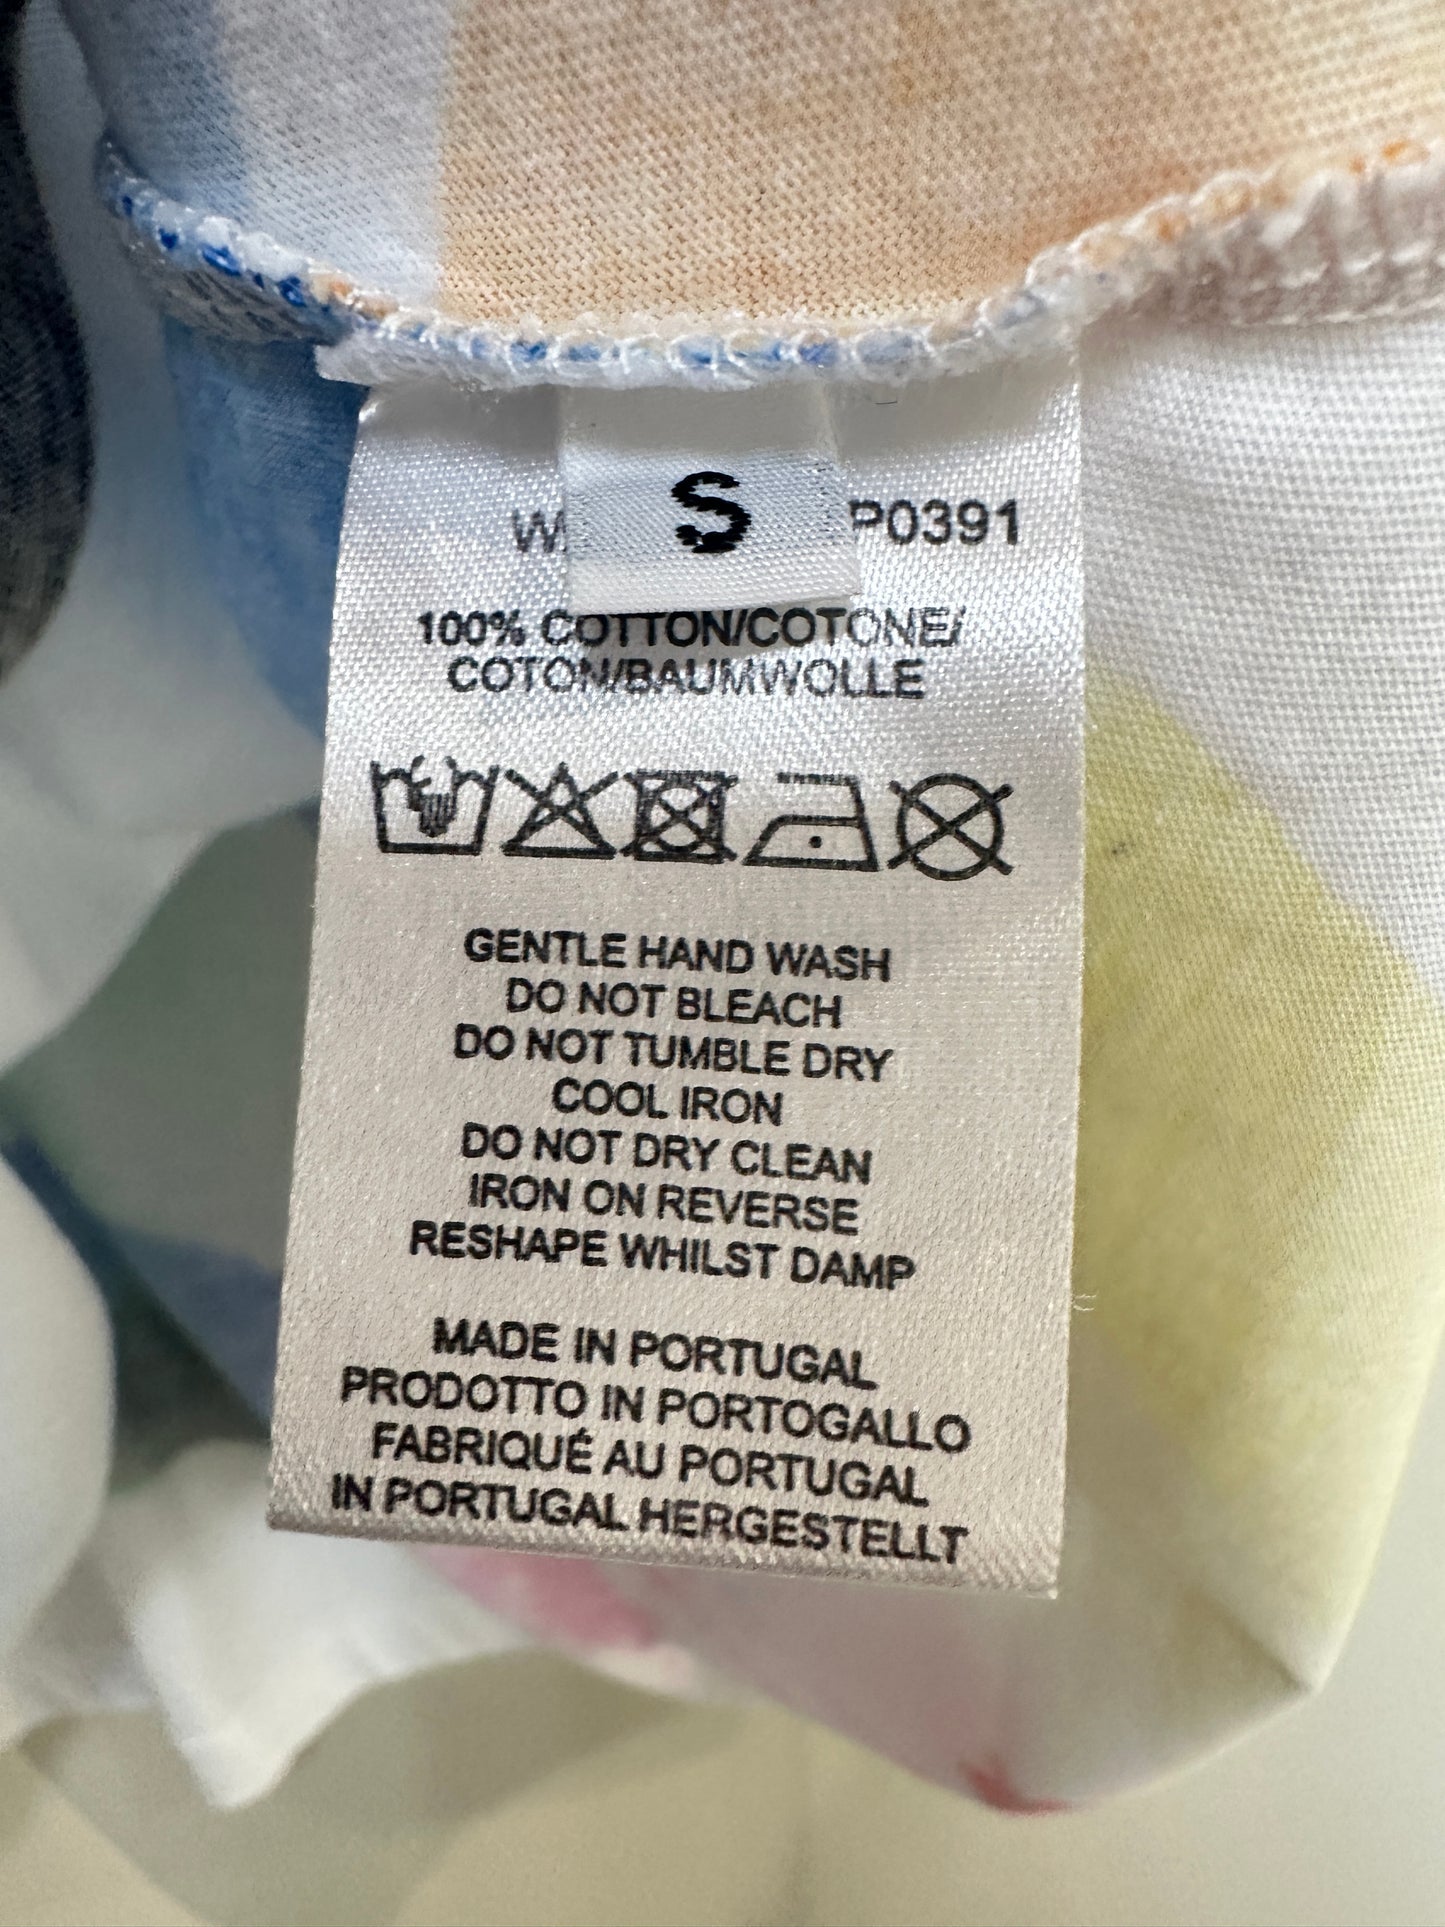 S
P0391
100% COTTON/COTONE/
COTON/BAUMWOLLE
GENTLE HAND WASH
DO NOT BLEACH
DO NOT TUMBLE DRY
COOL IRON
DO NOT DRY CLEAN
IRON ON REVERSE
RESHAPE WHILST DAMP
MADE IN PORTUGAL
PRODOTTO IN PORTOGALLO
FABRIQUÉ AU PORTUGAL
IN PORTUGAL HERGESTELLT